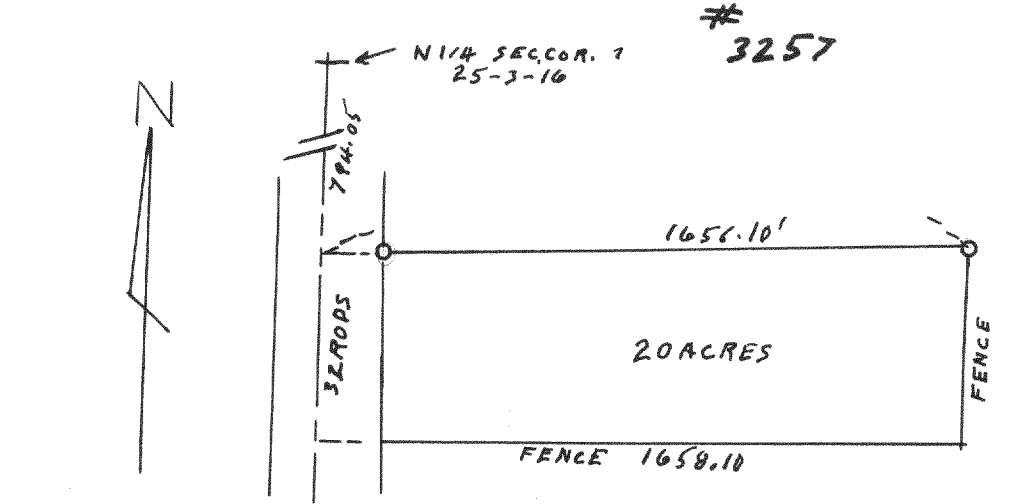 #
3257
N 1/4 SEC. COR. ?
25-3-16
N
794.05'
1656.10'
32 RODS
20 ACRES
FENCE
FENCE 1658.10